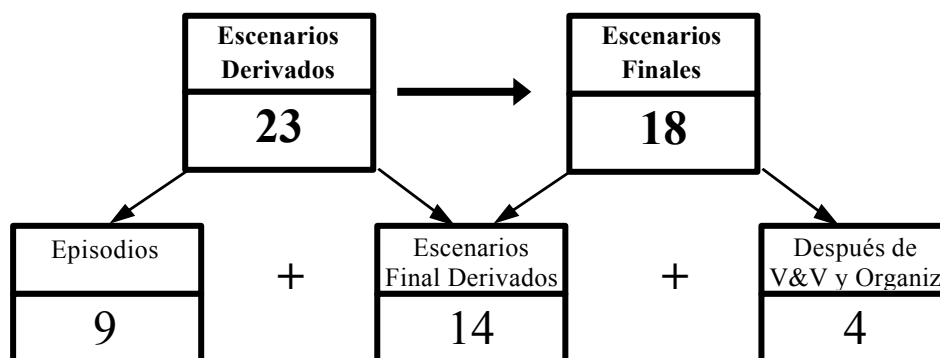 Escenarios
Derivados
23
Escenarios
Finales
18
Episodios
9
+
Escenarios
Final Derivados
14
+
Después de
V&V y Organiz
4